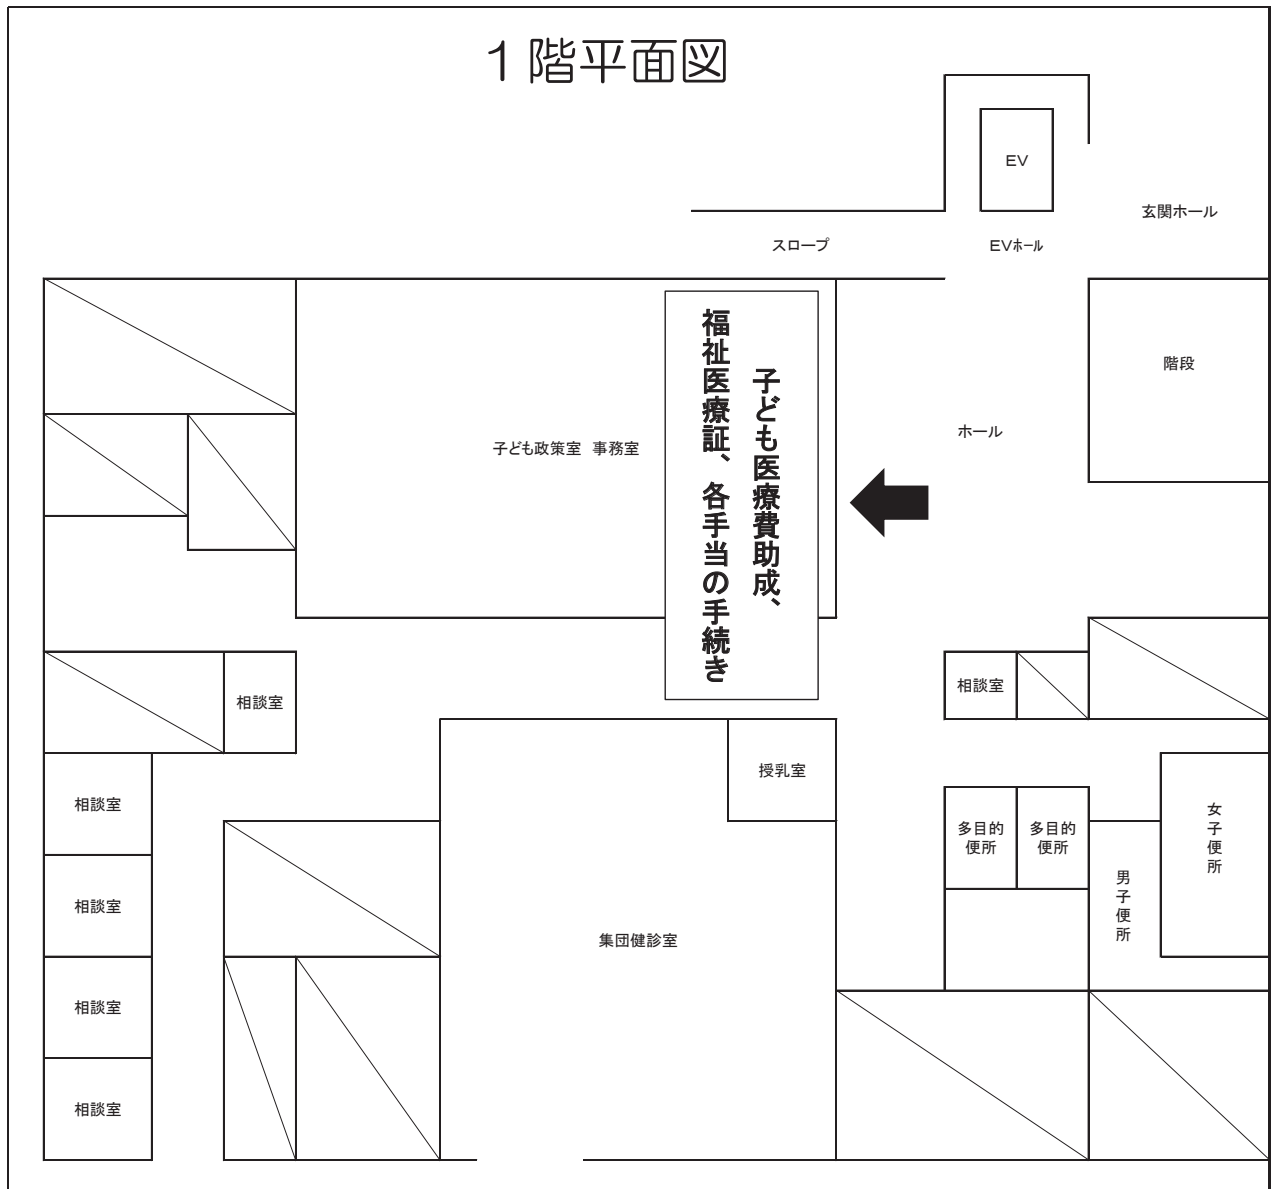 1階平面図
EV
玄関ホール
スロープ
EVホール
階段
ホール
子ども政策室 事務室
子ども医療費助成、
福祉医療証、各手当の手続き
相談室
相談室
授乳室
相談室
多目的
便所
多目的
便所
女子便所
男子便所
相談室
集団健診室
相談室
相談室